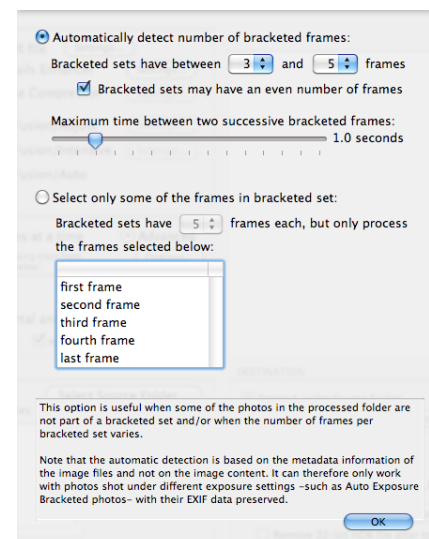 Automatically detect number of bracketed frames:
Bracketed sets have between 3 and 5 frames
Bracketed sets may have an even number of frames
Maximum time between two successive bracketed frames:
1.0 seconds
Select only some of the frames in bracketed set:
Bracketed sets have 5 frames each, but only process
the frames selected below:
first frame
second frame
third frame
fourth frame
last frame
This option is useful when some of the photos in the processed folder are
not part of a bracketed set and/or when the number of frames per
bracketed set varies.
Note that the automatic detection is based on the metadata information of
the image files and not on the image content. It can therefore only work
with photos shot under different exposure settings -such as Auto Exposure
Bracketed photos- with their EXIF data preserved.
OK